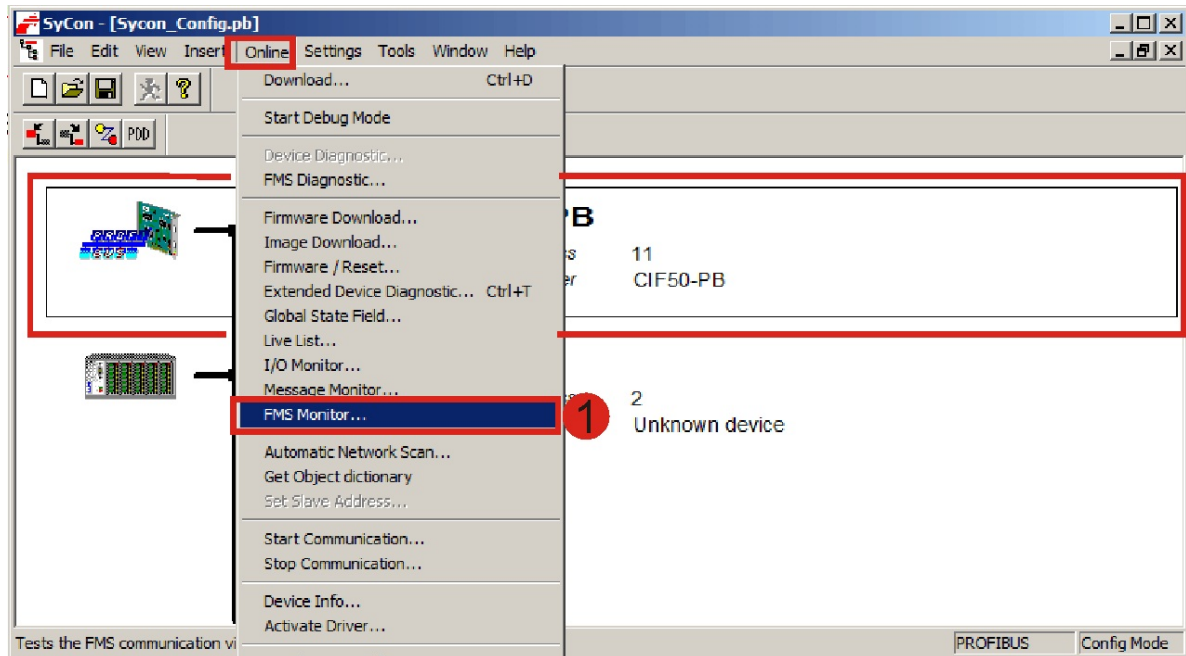 SyCon - [Sycon_Config.pb]
File Edit View Insert Online Settings Tools Window Help
Download... Ctrl+D
Start Debug Mode
PDD
Device Diagnostic...
FMS Diagnostic...
Firmware Download...
Image Download...
Firmware / Reset...
Extended Device Diagnostic... Ctrl+T
Global State Field...
Live List...
I/O Monitor...
Message Monitor...
FMS Monitor...
1
Automatic Network Scan...
Get Object dictionary
Set Slave Address...
Start Communication...
Stop Communication...
Device Info...
Activate Driver...
PB
11
CIF50-PB
2
Unknown device
Tests the FMS communication vi
PROFIBUS
Config Mode